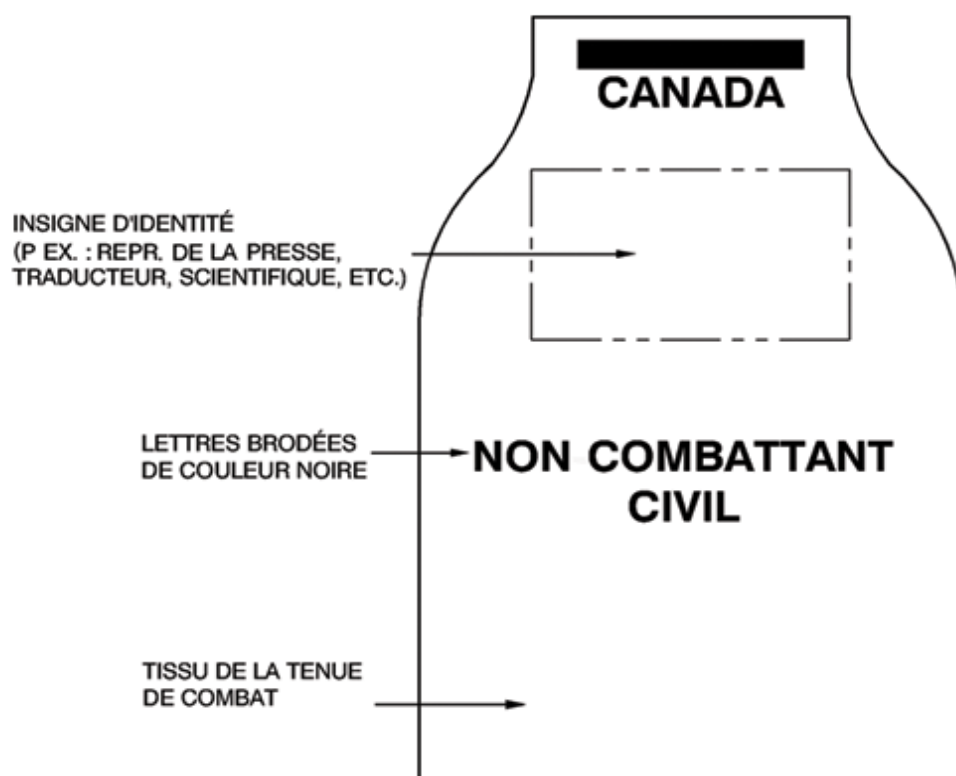 CANADA
INSIGNE D'IDENTITÉ
(P EX. : REPR. DE LA PRESSE,
TRADUCTEUR, SCIENTIFIQUE, ETC.)
LETTRES BRODÉES
DE COULEUR NOIRE
NON COMBATTANT
CIVIL
TISSU DE LA TENUE
DE COMBAT